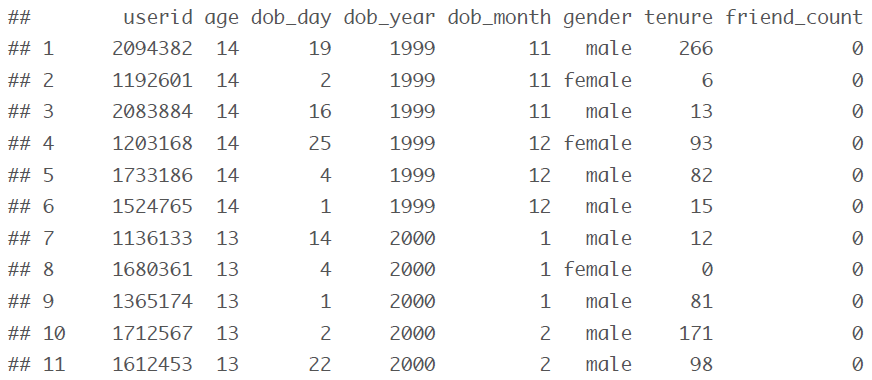 ##       userid age dob_day dob_year dob_month gender tenure friend_count
## 1    2094382  14      19     1999        11   male    266            0
## 2    1192601  14       2     1999        11 female      6            0
## 3    2083884  14      16     1999        11   male     13            0
## 4    1203168  14      25     1999        12 female     93            0
## 5    1733186  14       4     1999        12   male     82            0
## 6    1524765  14       1     1999        12   male     15            0
## 7    1136133  13      14     2000         1   male     12            0
## 8    1680361  13       4     2000         1 female      0            0
## 9    1365174  13       1     2000         1   male     81            0
## 10   1712567  13       2     2000         2   male    171            0
## 11   1612453  13      22     2000         2   male     98            0